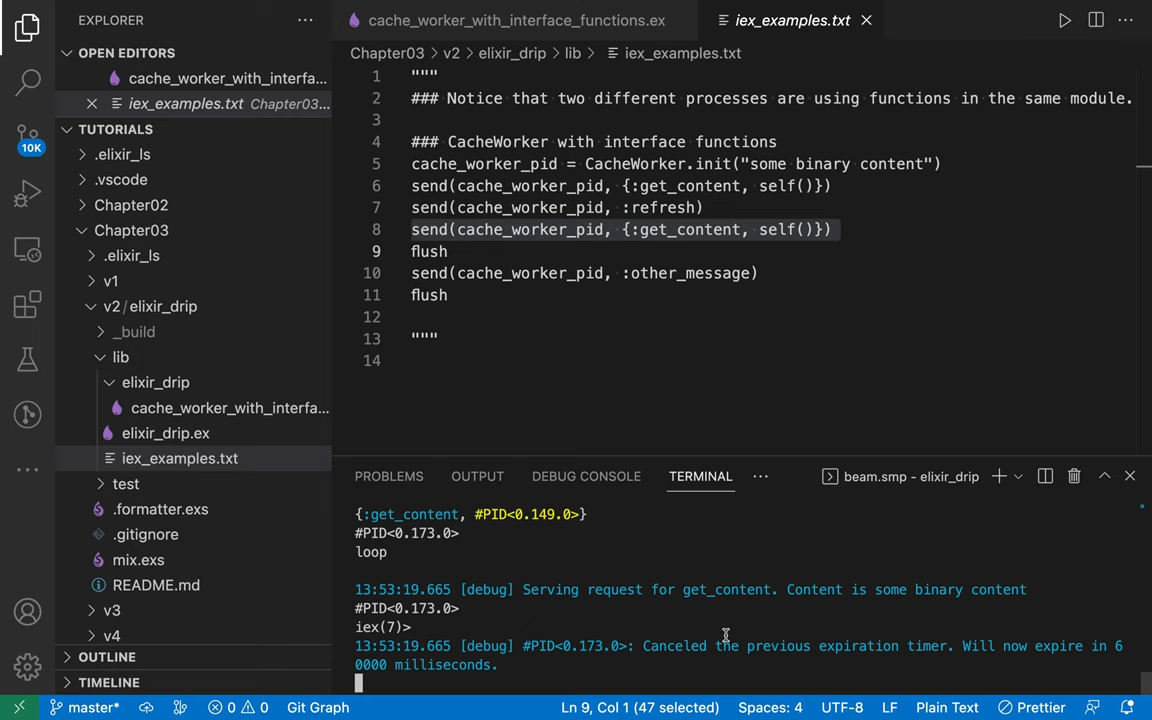 EXPLORER
OPEN EDITORS
cache_worker_with_interfa...
iex_examples.txt Chapter03...
TUTORIALS
.elixir_ls
.vscode
Chapter02
Chapter03
.elixir_ls
v1
v2/elixir_drip
_build
lib
elixir_drip
cache_worker_with_interfa...
elixir_drip.ex
iex_examples.txt
test
.formatter.exs
.gitignore
mix.exs
README.md
v3
v4
OUTLINE
TIMELINE
10K
cache_worker_with_interface_functions.ex
iex_examples.txt
Chapter03 > v2 > elixir_drip > lib > iex_examples.txt
1 """
2 ### Notice that two different processes are using functions in the same module.
3
4 ### CacheWorker with interface functions
5 cache_worker_pid = CacheWorker.init("some binary content")
6 send(cache_worker_pid, {:get_content, self()})
7 send(cache_worker_pid, :refresh)
8 send(cache_worker_pid, {:get_content, self()})
9 flush
10 send(cache_worker_pid, :other_message)
11 flush
12
13 """
14
PROBLEMS OUTPUT DEBUG CONSOLE TERMINAL ... beam.smp - elixir_drip
{:get_content, #PID<0.149.0>}
#PID<0.173.0>
loop
13:53:19.665 [debug] Serving request for get_content. Content is some binary content
#PID<0.173.0>
iex(7)>
13:53:19.665 [debug] #PID<0.173.0>: Canceled the previous expiration timer. Will now expire in 6
0000 milliseconds.
master* 0 0 Git Graph Ln 9, Col 1 (47 selected) Spaces: 4 UTF-8 LF Plain Text Prettier